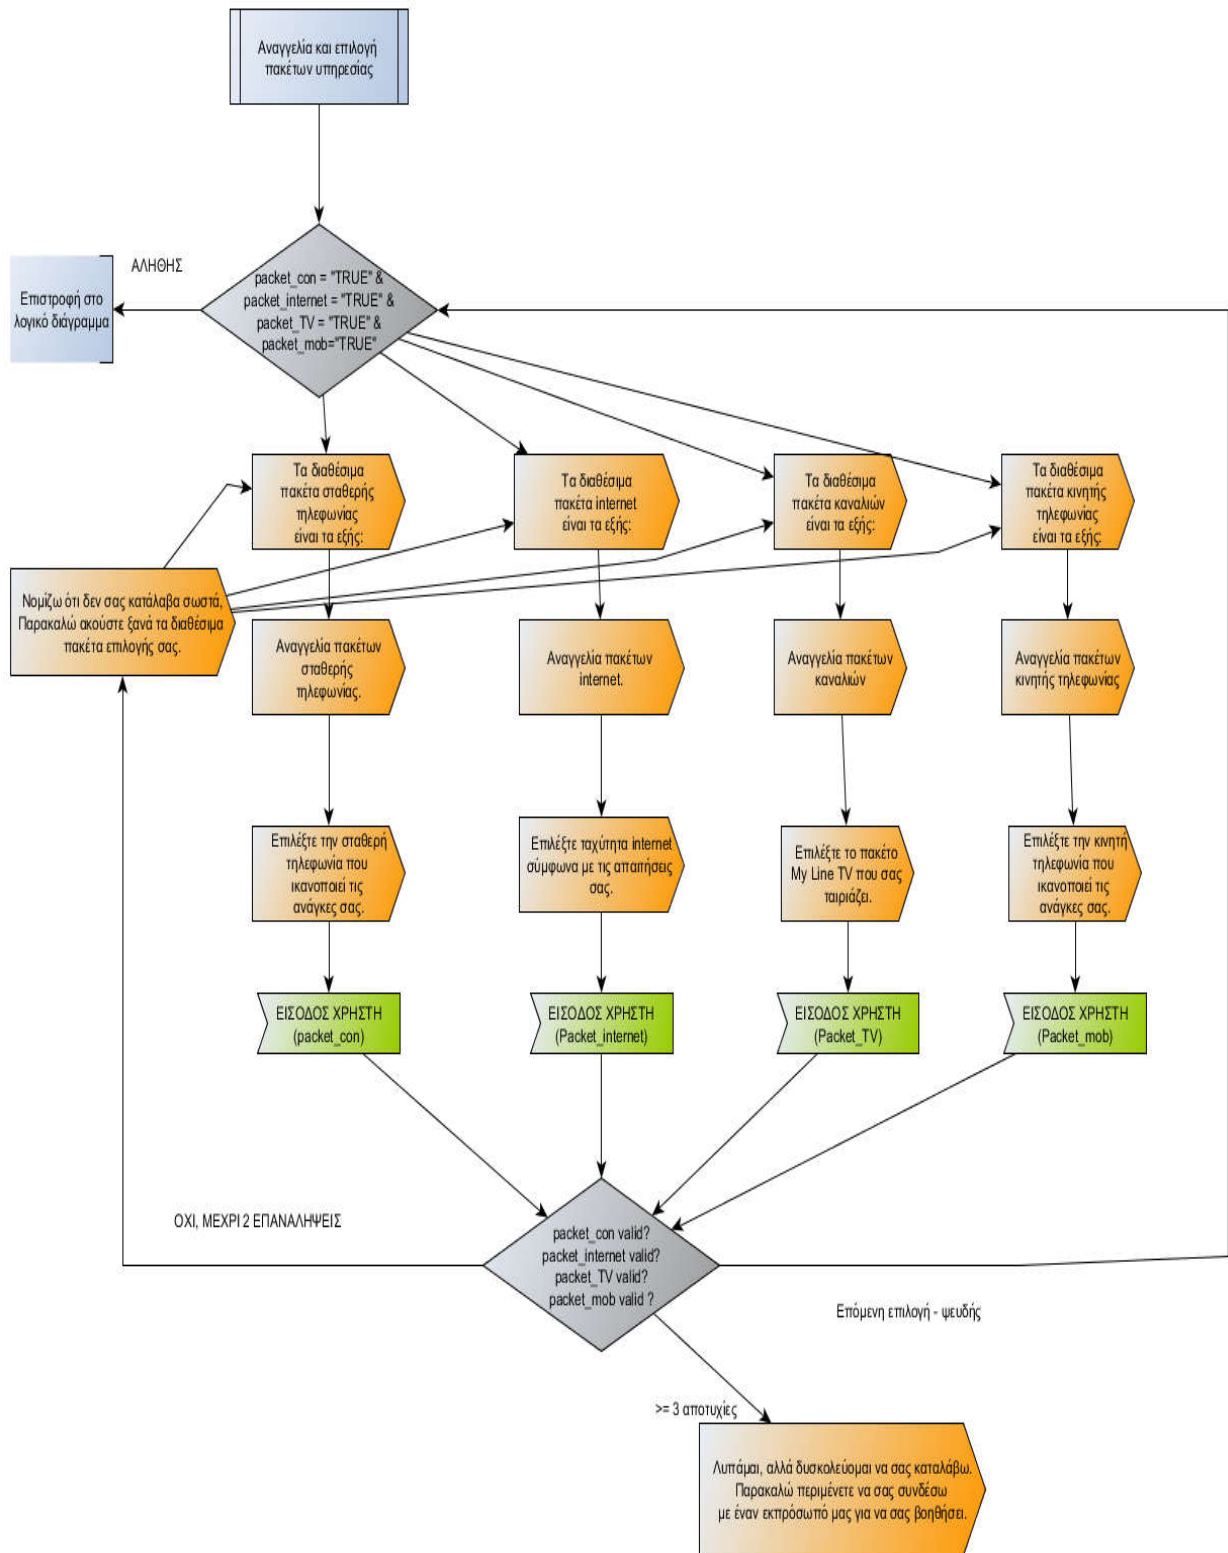 Αναγγελία και επιλογή
πακέτων υπηρεσίας
ΑΛΗΘΗΣ
Επιστροφή στο
λογικό διάγραμμα
packet_con = "TRUE" &
packet_internet = "TRUE" &
packet_TV = "TRUE" &
packet_mob="TRUE"
Τα διαθέσιμα
πακέτα σταθερής
τηλεφωνίας
είναι τα εξής:
Τα διαθέσιμα
πακέτα internet
είναι τα εξής:
Τα διαθέσιμα
πακέτα καναλιών
είναι τα εξής:
Τα διαθέσιμα
πακέτα κινητής
τηλεφωνίας
είναι τα εξής:
Νομίζω ότι δεν σας κατάλαβα σωστά,
Παρακαλώ ακούστε ξανά τα διαθέσιμα
πακέτα επιλογής σας.
Αναγγελία πακέτων
σταθερής
τηλεφωνίας.
Αναγγελία πακέτων
internet.
Αναγγελία πακέτων
καναλιών
Αναγγελία πακέτων
κινητής τηλεφωνίας
Επιλέξτε την σταθερή
τηλεφωνία που
ικανοποιεί τις
ανάγκες σας.
Επιλέξτε ταχύτητα internet
σύμφωνα με τις απαιτήσεις
σας.
Επιλέξτε το πακέτο
My Line TV που σας
ταιριάζει.
Επιλέξτε την κινητή
τηλεφωνία που
ικανοποιεί τις
ανάγκες σας.
ΕΙΣΟΔΟΣ ΧΡΗΣΤΗ
(packet_con)
ΕΙΣΟΔΟΣ ΧΡΗΣΤΗ
(Packet_internet)
ΕΙΣΟΔΟΣ ΧΡΗΣΤΗ
(Packet_TV)
ΕΙΣΟΔΟΣ ΧΡΗΣΤΗ
(Packet_mob)
ΟΧΙ, ΜΕΧΡΙ 2 ΕΠΑΝΑΛΗΨΕΙΣ
packet_con valid?
packet_internet valid?
packet_TV valid?
packet_mob valid ?
Επόμενη επιλογή - ψευδής
>= 3 αποτυχίες
Λυπάμαι, αλλά δυσκολεύομαι να σας καταλάβω.
Παρακαλώ περιμένετε να σας συνδέσω
με έναν εκπρόσωπό μας για να σας βοηθήσει.